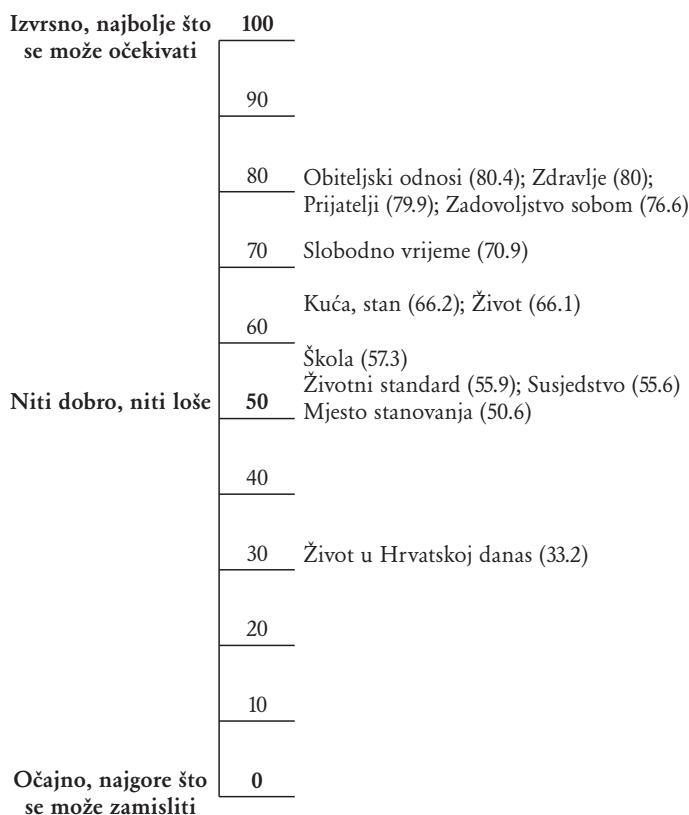 Izvrsno, najbolje što
se može očekivati
100
90
80
Obiteljski odnosi (80.4); Zdravlje (80);
Prijatelji (79.9); Zadovoljstvo sobom (76.6)
70
Slobodno vrijeme (70.9)
Kuća, stan (66.2); Život (66.1)
60
Škola (57.3)
Životni standard (55.9); Susjedstvo (55.6)
Niti dobro, niti loše
50
Mjesto stanovanja (50.6)
40
30
Život u Hrvatskoj danas (33.2)
20
10
Očajno, najgore što
se može zamisliti
0